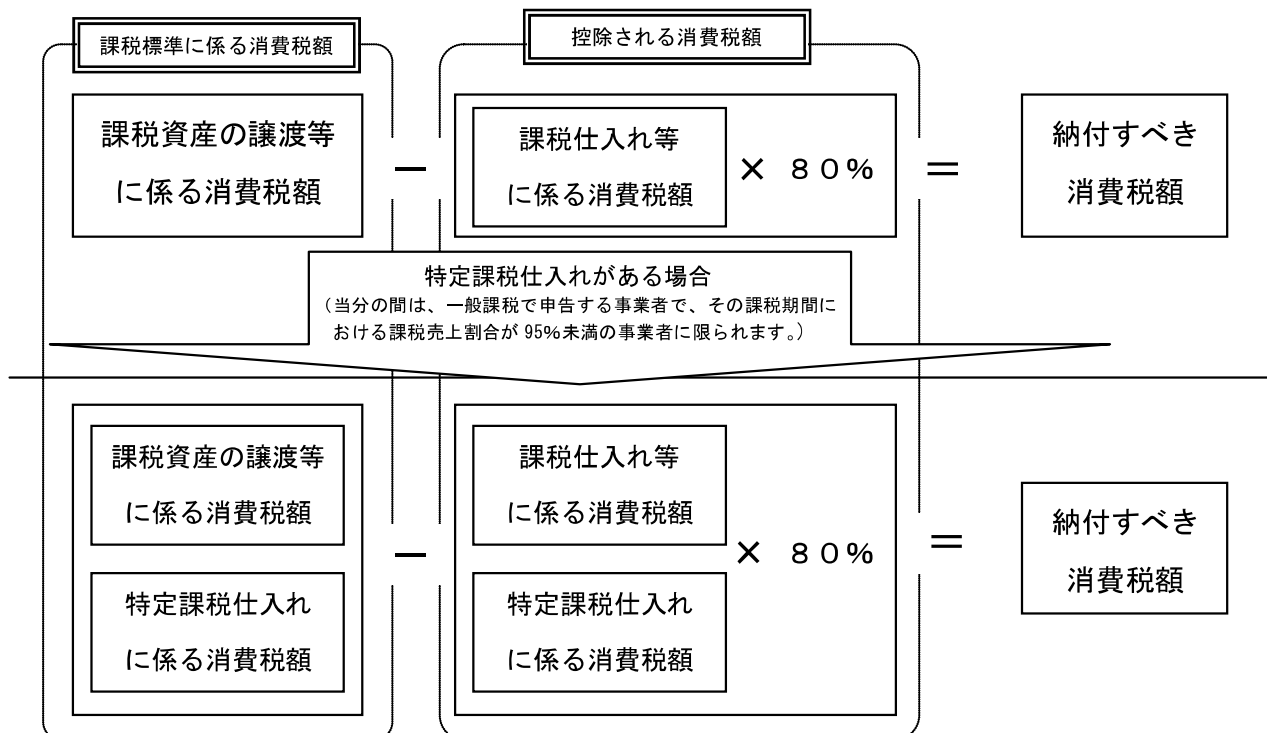 課税標準に係る消費税額
控除される消費税額
課税資産の譲渡等
に係る消費税額
－
課税仕入れ等
に係る消費税額
× ８０％
＝
納付すべき
消費税額
特定課税仕入れがある場合
（当分の間は、一般課税で申告する事業者で、その課税期間に
おける課税売上割合が 95％未満の事業者に限られます。）
課税資産の譲渡等
に係る消費税額
特定課税仕入れ
に係る消費税額
－
課税仕入れ等
に係る消費税額
特定課税仕入れ
に係る消費税額
× ８０％
＝
納付すべき
消費税額